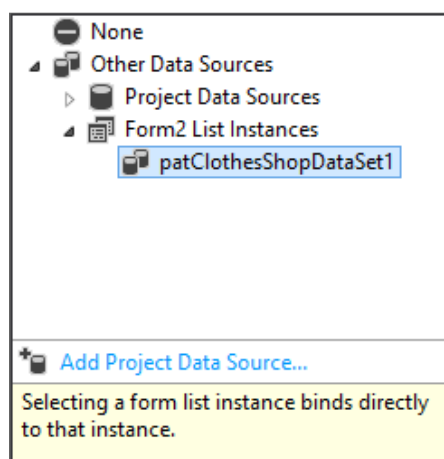 None
Other Data Sources
Project Data Sources
Form2 List Instances
patClothesShopDataSet1
Add Project Data Source...
Selecting a form list instance binds directly
to that instance.